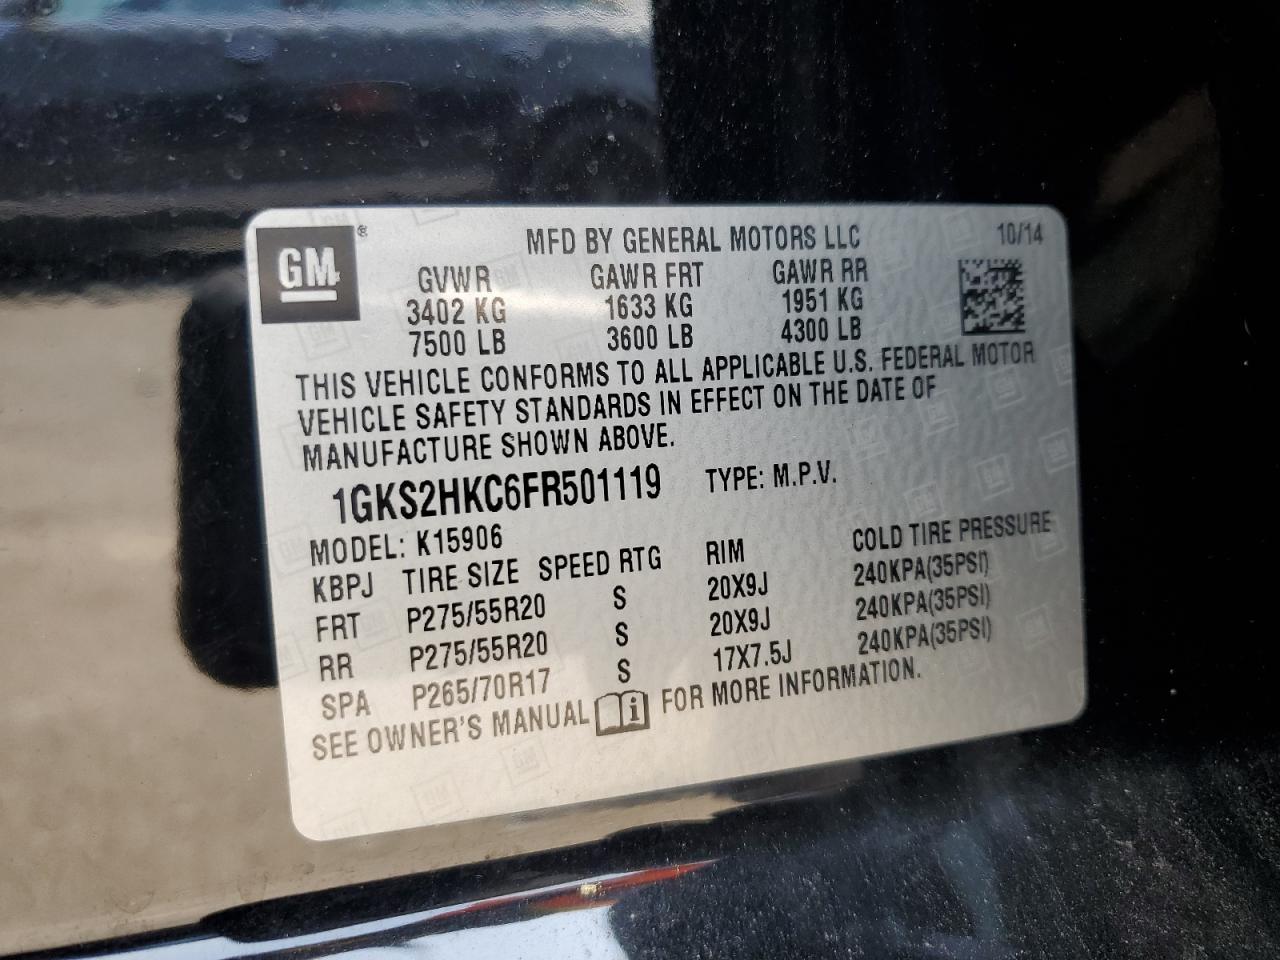 GM ®
MFD BY GENERAL MOTORS LLC 10/14
GVWR GAWR FRT GAWR RR
3402 KG 1633 KG 1951 KG
7500 LB 3600 LB 4300 LB
THIS VEHICLE CONFORMS TO ALL APPLICABLE U.S. FEDERAL MOTOR
VEHICLE SAFETY STANDARDS IN EFFECT ON THE DATE OF
MANUFACTURE SHOWN ABOVE.
1GKS2HKC6FR501119 TYPE: M.P.V.
MODEL: K15906
KBPJ TIRE SIZE SPEED RTG RIM COLD TIRE PRESSURE
FRT P275/55R20 S 20X9J 240KPA(35PSI)
RR P275/55R20 S 20X9J 240KPA(35PSI)
SPA P265/70R17 S 17X7.5J 240KPA(35PSI)
SEE OWNER'S MANUAL i FOR MORE INFORMATION.